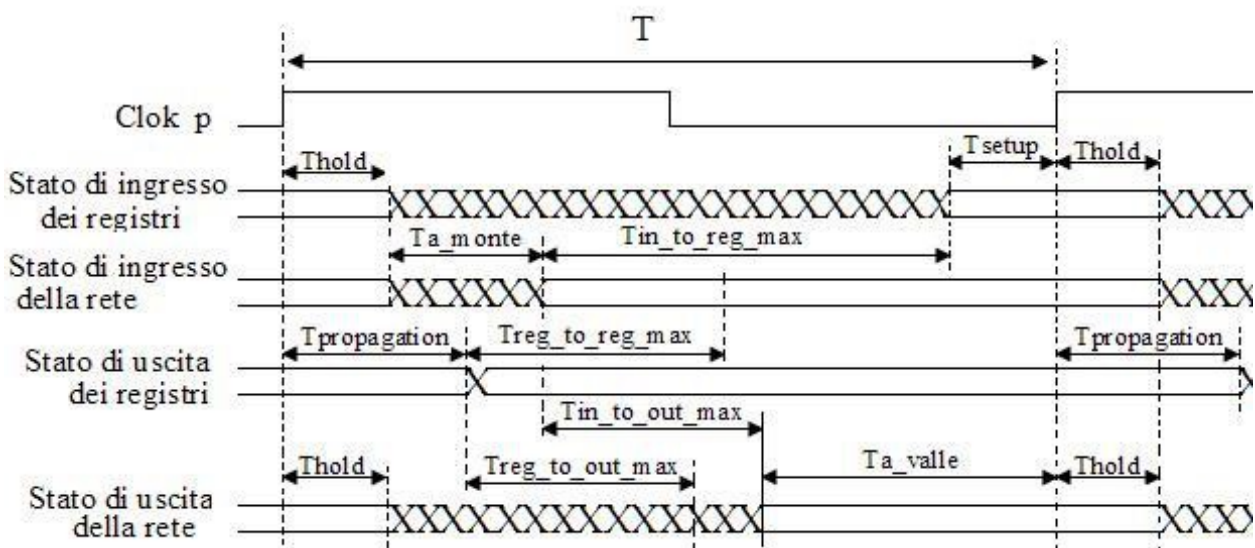 T
Clok p
Thold
Tsetup
Thold
Stato di ingresso
dei registri
Ta_monte
Tin_to_reg_max
Stato di ingresso
della rete
Tpropagation
Treg_to_reg_max
Tpropagation
Stato di uscita
dei registri
Tin_to_out_max
Thold
Treg_to_out_max
Ta_valle
Thold
Stato di uscita
della rete